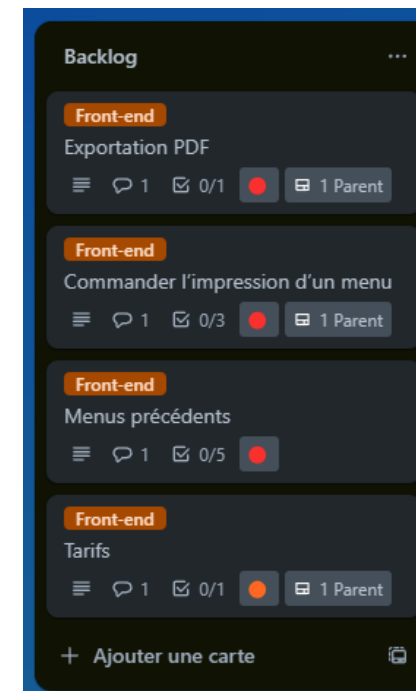 Backlog
Front-end
Exportation PDF
1 0/1 1 Parent
Front-end
Commander l’impression d’un menu
1 0/3 1 Parent
Front-end
Menus précédents
1 0/5
Front-end
Tarifs
1 0/1 1 Parent
+ Ajouter une carte